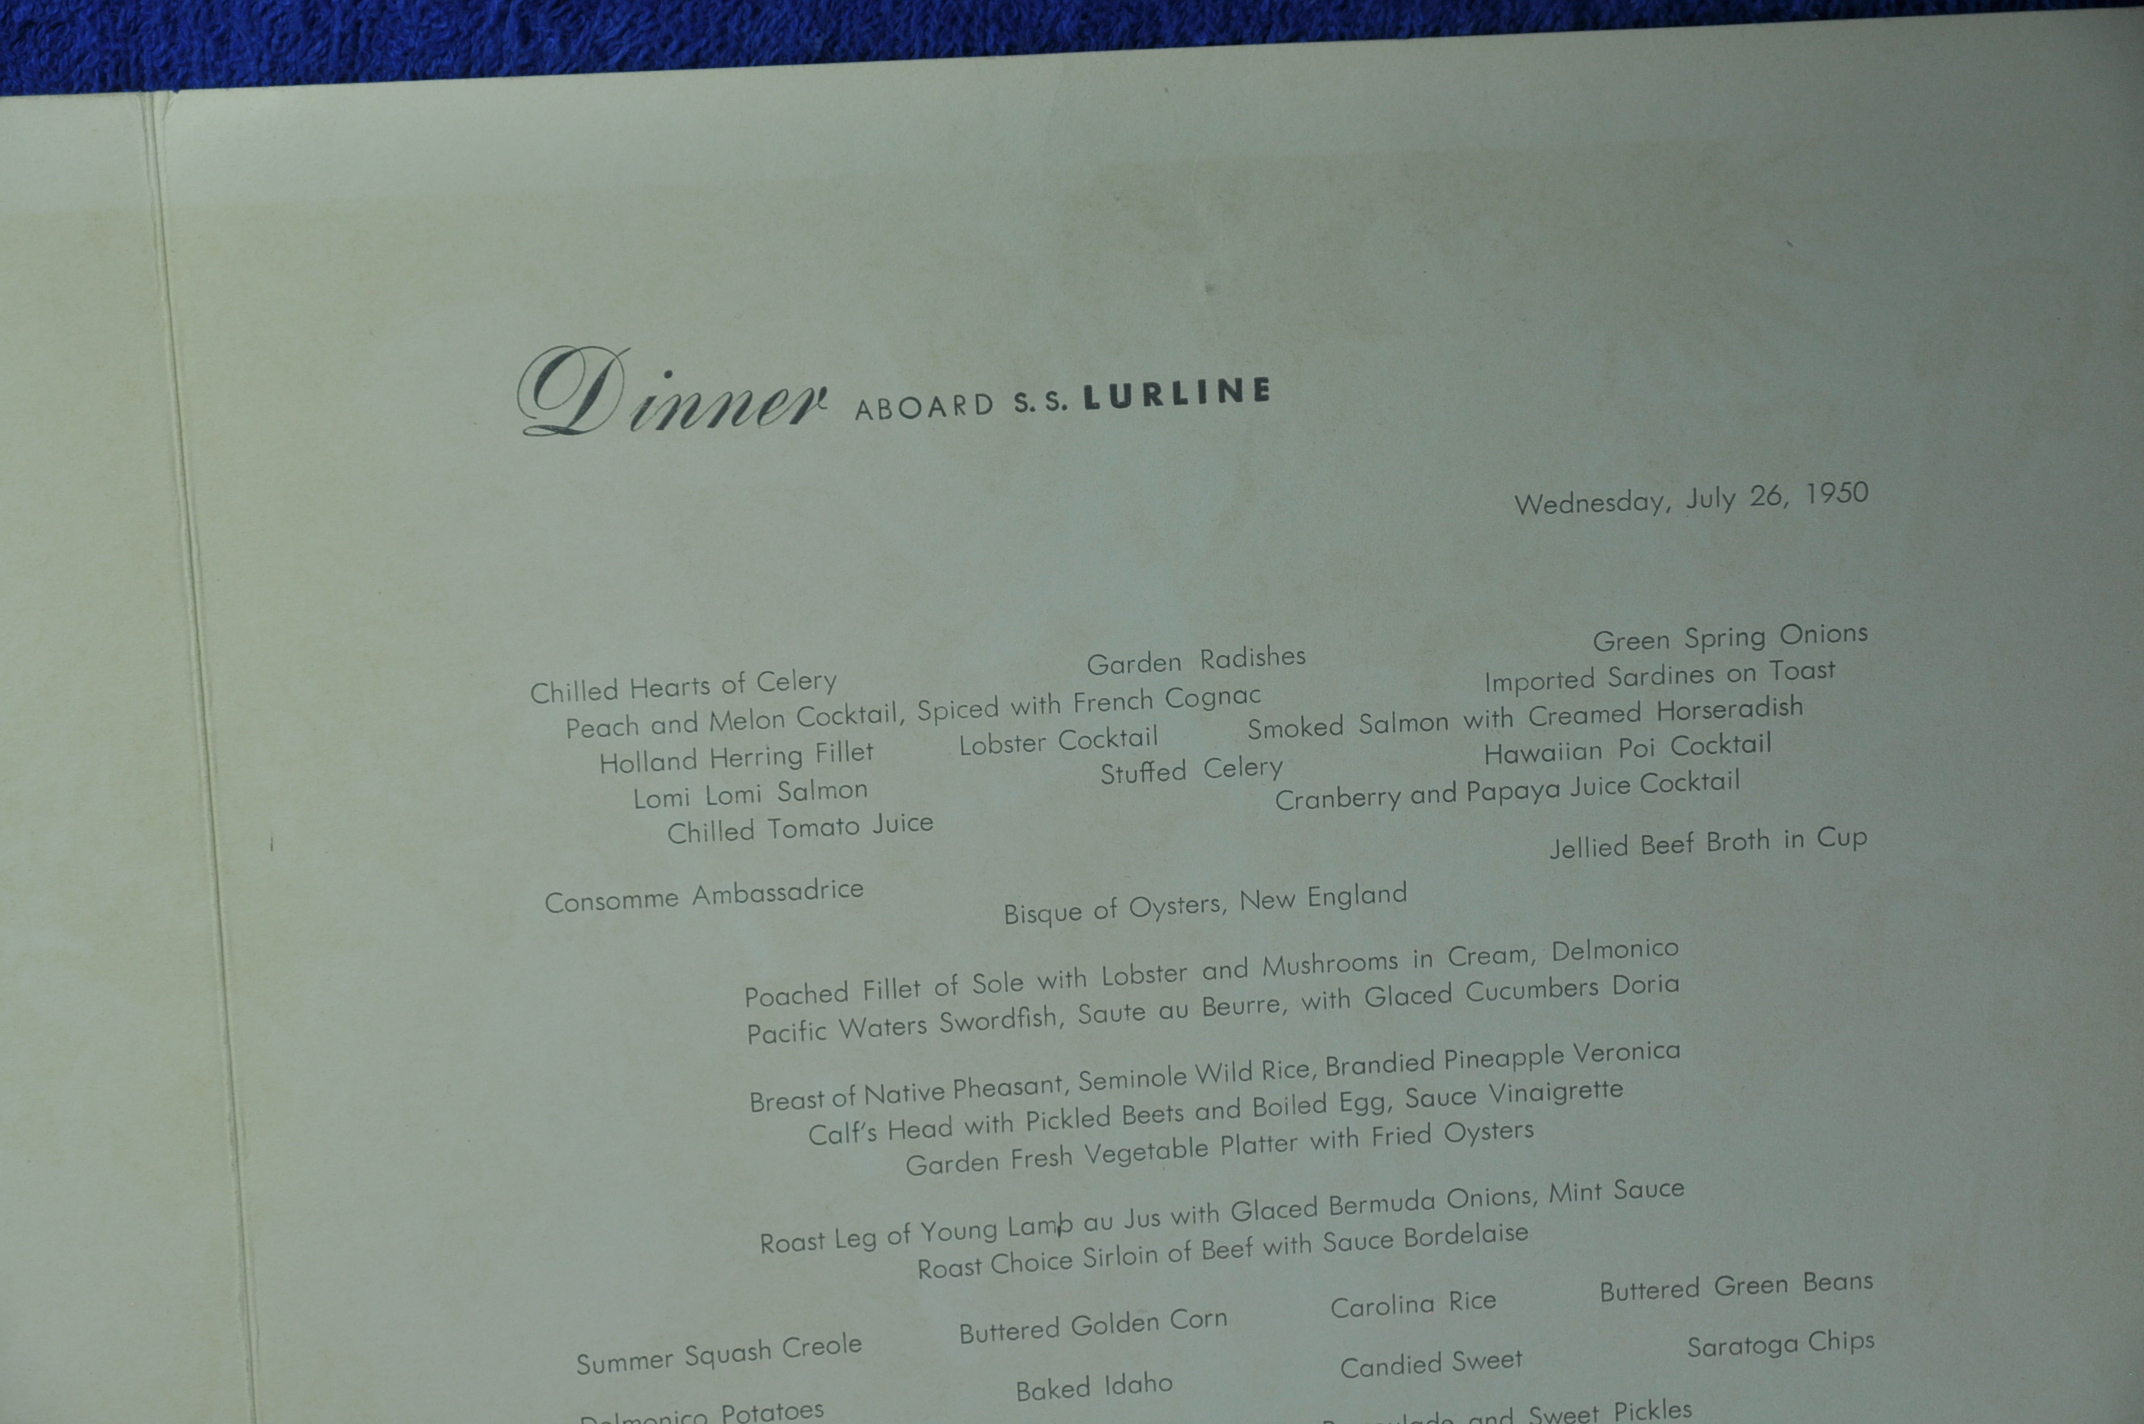 Dinner ABOARD S. S. LURLINE
Wednesday, July 26, 1950
Chilled Hearts of Celery Garden Radishes Green Spring Onions
Peach and Melon Cocktail, Spiced with French Cognac Imported Sardines on Toast
Holland Herring Fillet Lobster Cocktail Smoked Salmon with Creamed Horseradish
Lomi Lomi Salmon Stuffed Celery Hawaiian Poi Cocktail
Chilled Tomato Juice Cranberry and Papaya Juice Cocktail
Consomme Ambassadrice Bisque of Oysters, New England Jellied Beef Broth in Cup
Poached Fillet of Sole with Lobster and Mushrooms in Cream, Delmonico
Pacific Waters Swordfish, Saute au Beurre, with Glaced Cucumbers Doria
Breast of Native Pheasant, Seminole Wild Rice, Brandied Pineapple Veronica
Calf's Head with Pickled Beets and Boiled Egg, Sauce Vinaigrette
Garden Fresh Vegetable Platter with Fried Oysters
Roast Leg of Young Lamb au Jus with Glaced Bermuda Onions, Mint Sauce
Roast Choice Sirloin of Beef with Sauce Bordelaise
Summer Squash Creole Buttered Golden Corn Carolina Rice Buttered Green Beans
Delmonico Potatoes Baked Idaho Candied Sweet Saratoga Chips
and Sweet Pickles